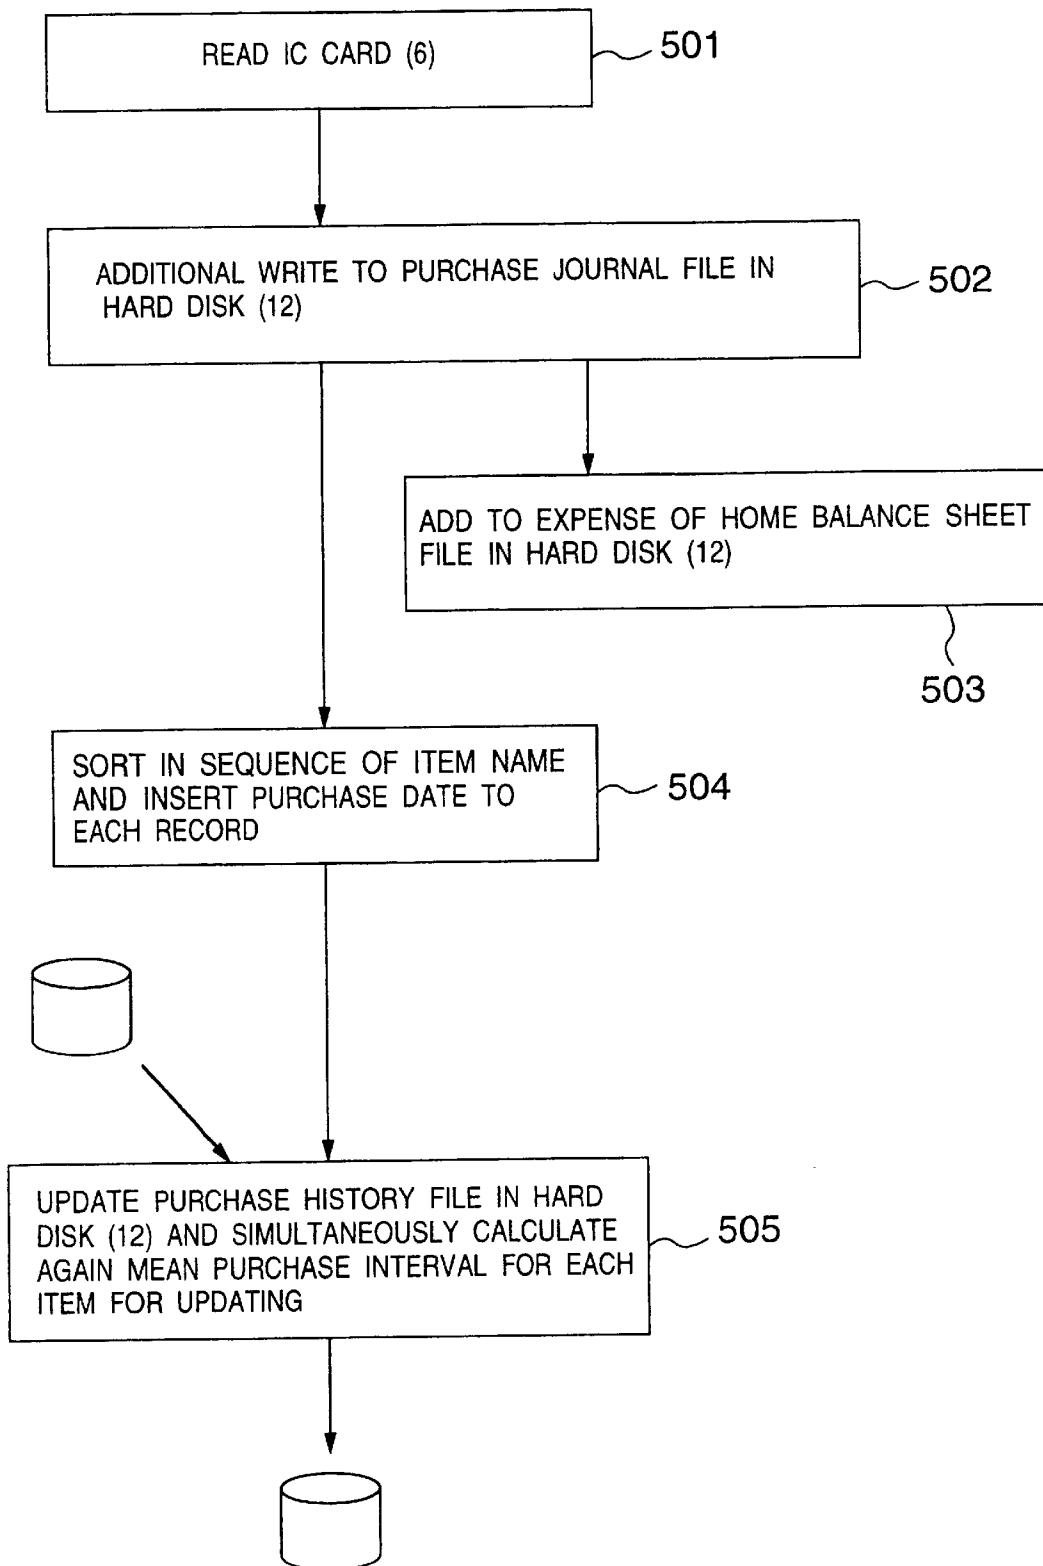 READ IC CARD (6)
501
ADDITIONAL WRITE TO PURCHASE JOURNAL FILE IN
HARD DISK (12)
502
ADD TO EXPENSE OF HOME BALANCE SHEET
FILE IN HARD DISK (12)
503
SORT IN SEQUENCE OF ITEM NAME
AND INSERT PURCHASE DATE TO
EACH RECORD
504
UPDATE PURCHASE HISTORY FILE IN HARD
DISK (12) AND SIMULTANEOUSLY CALCULATE
AGAIN MEAN PURCHASE INTERVAL FOR EACH
ITEM FOR UPDATING
505